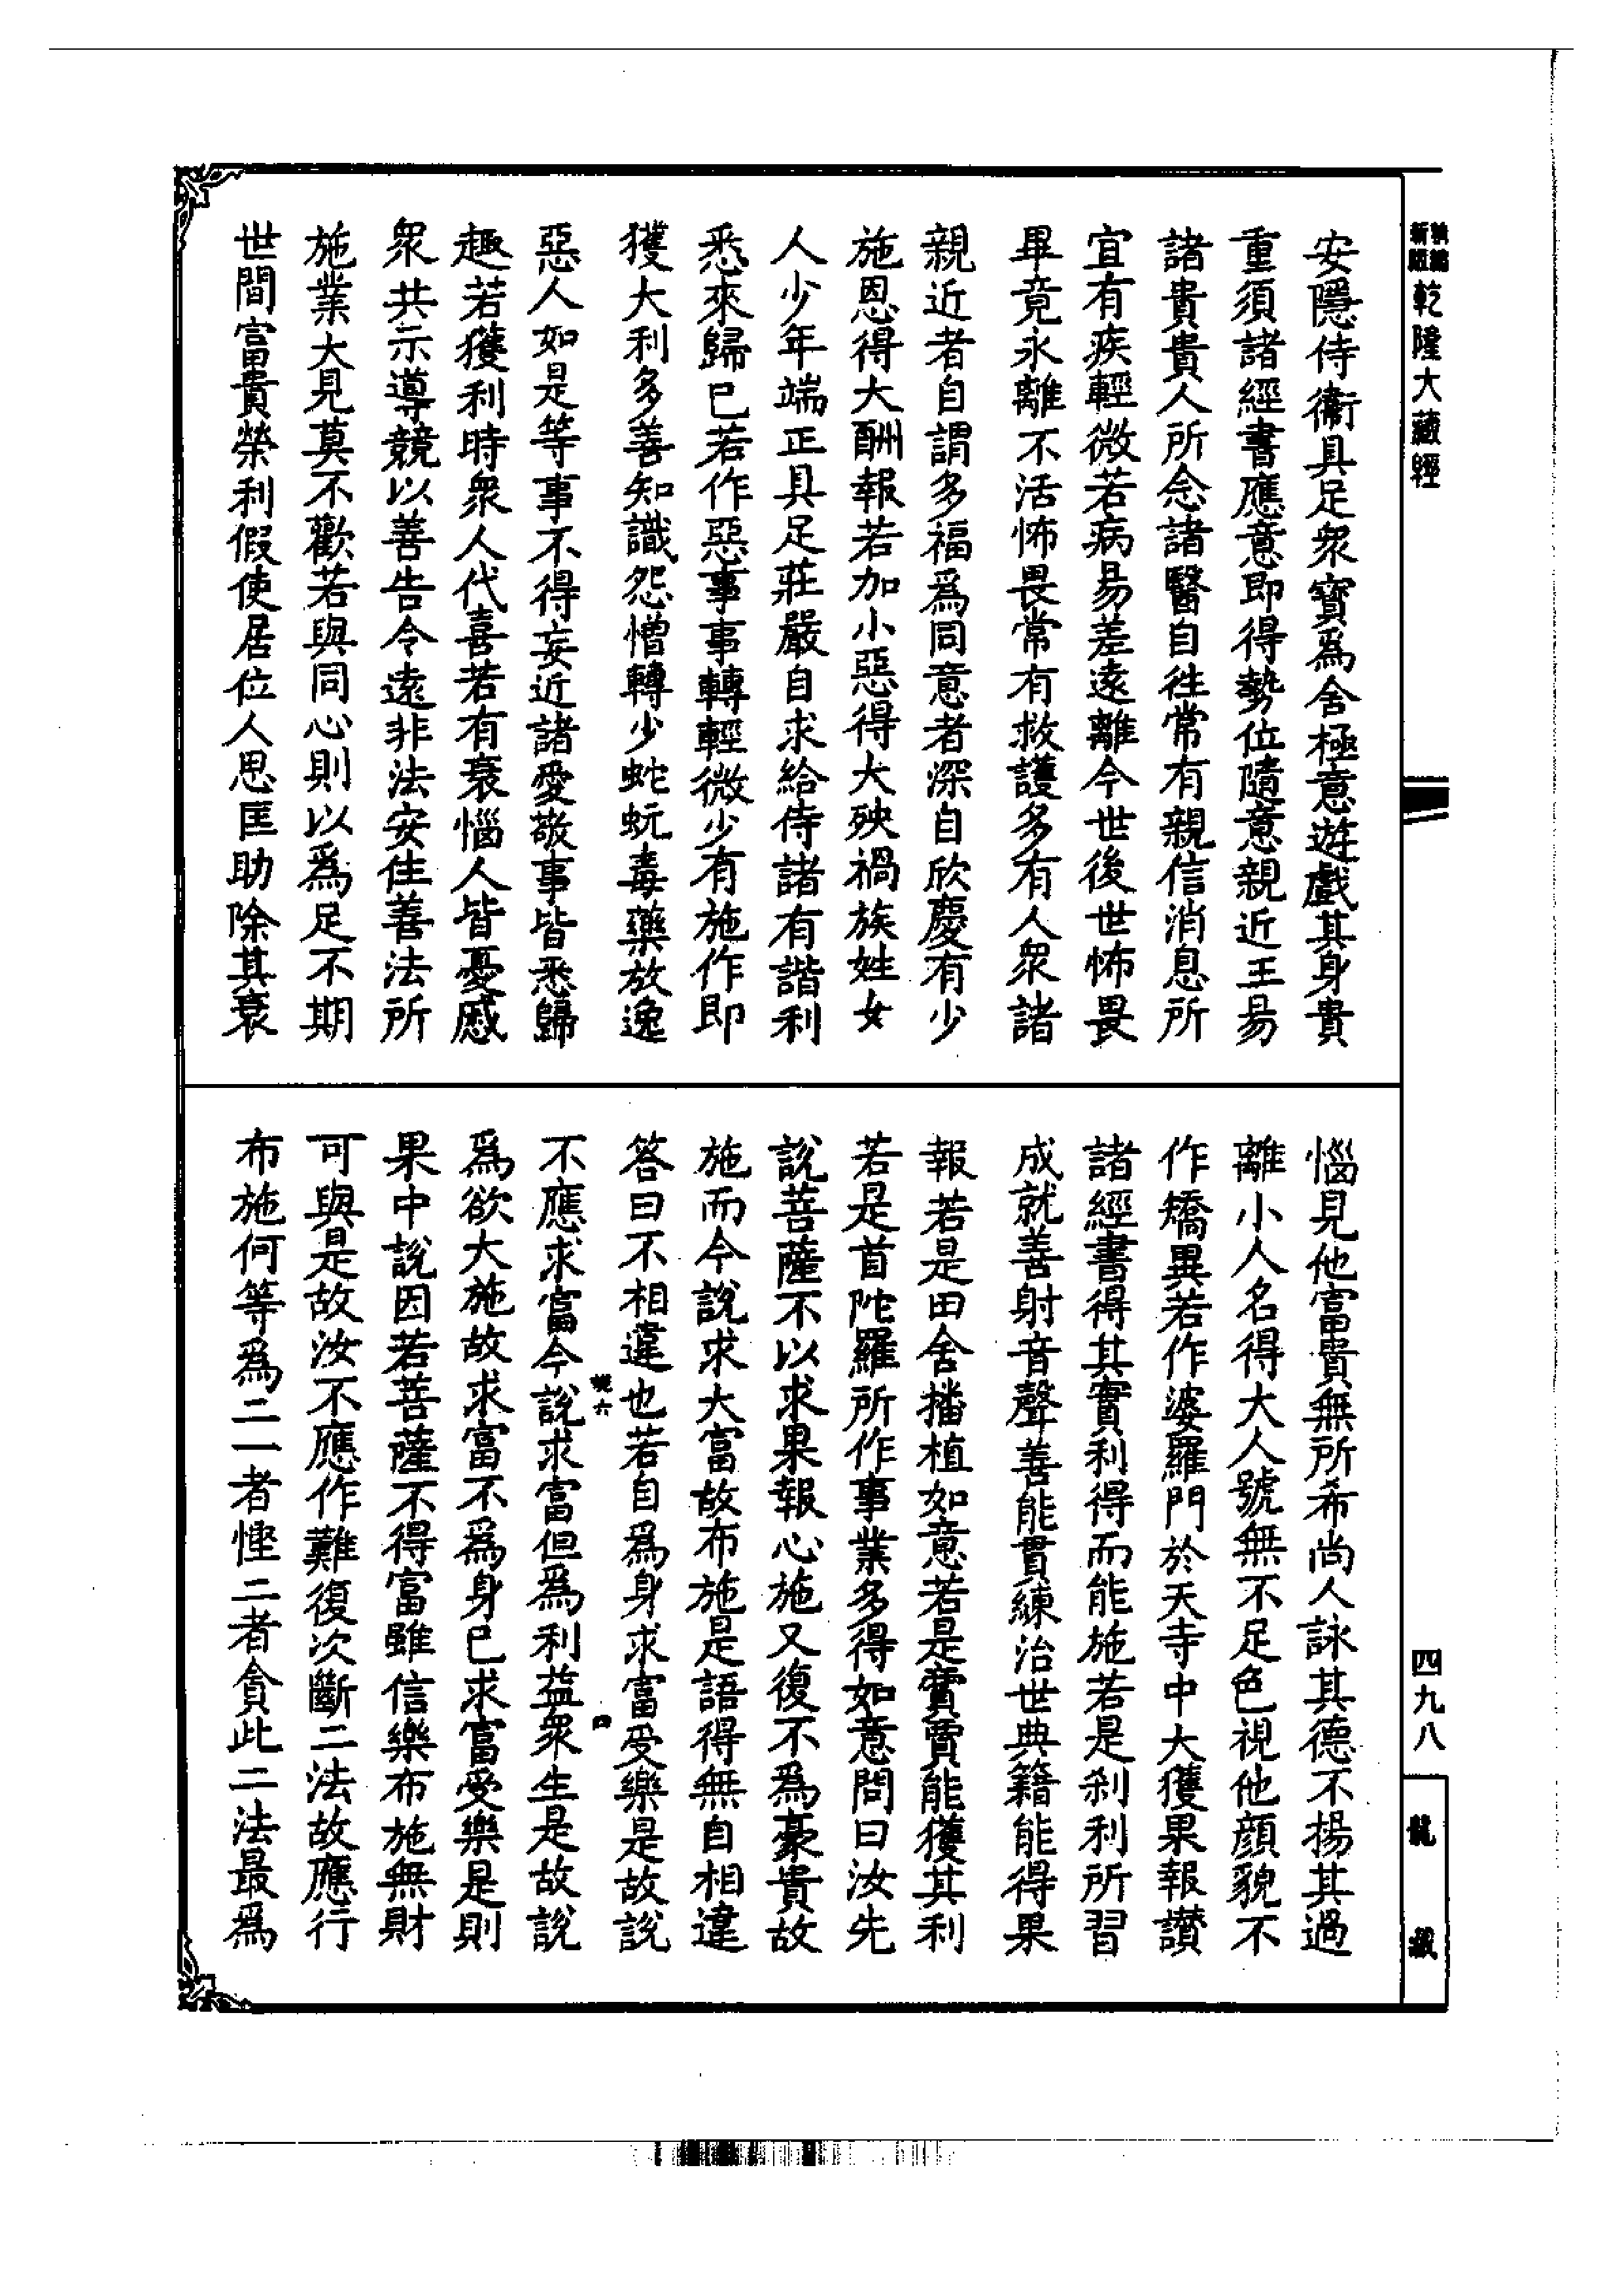 乾隆大藏經
四九八
安隱侍衞具足衆寶爲舍極意遊戲其身貴
重須諸經書應意即得勢位隨意親近王易
諸貴貴人所念諸醫自往常有親信消息所
宜有疾輕微若病易差遠離今世後世怖畏
畢竟永離不活怖畏常有救護多有人衆諸
親近者自謂多福爲同意者深自欣慶有少
施恩得大酬報若加小惡得大殃禍族姓女
人少年端正具足莊嚴自求給侍諸有諧利
悉來歸已若作惡事事轉輕微少有施作即
獲大利多善知識怨憎轉少蛇蚖毒藥放逸
惡人如是等事不得妄近諸愛敬事皆悉歸
趣若獲利時衆人代喜若有衰惱人皆憂慼
衆共示導競以善告令遠非法安住善法所
施業大見莫不歡若與同心則以爲足不期
世間富貴榮利假使居位人思匡助除其衰
惱見他富貴無所希尚人詠其德不揚其過
離小人名得大人號無不足色視他顏貌不
作矯異若作婆羅門於天寺中大獲果報讚
諸經書得其實利得而能施若是刹利所習
成就善射音聲善能貫練治世典籍能得果
報若是田舍播植如意若是寶賈能獲其利
若是首陀羅所作事業多得如意問曰汝先
說菩薩不以求果報心施又復不爲豪貴故
施而今說求大富故布施是語得無自相違
答曰不相違也若自爲身求富受樂是故說
不應求富今說求富但爲利益衆生是故說
爲欲大施故求富不爲身已求富受樂是則
果中說因若菩薩不得富雖信樂布施無財
可與是故汝不應作難復次斷二法故應行
布施何等爲二一者慳二者貪此二法最爲